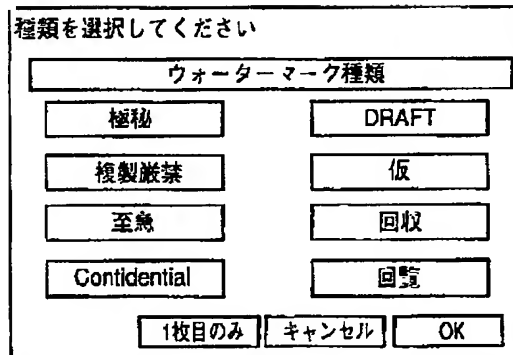 種類を選択してください
ウォーターマーク種類
極秘 DRAFT
複製厳禁 仮
至急 回収
Contidential 回覧
1枚目のみ キャンセル OK